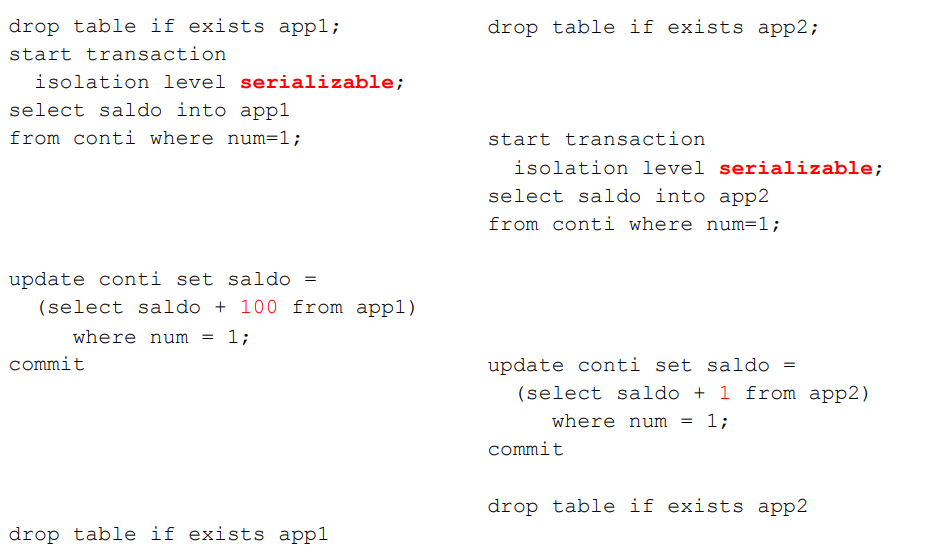 drop table if exists app1;
start transaction
isolation level serializable;
select saldo into app1
from conti where num=1;
update conti set saldo =
(select saldo + 100 from app1)
where num = 1;
commit
drop table if exists app1
drop table if exists app2;
start transaction
isolation level serializable;
select saldo into app2
from conti where num=1;
update conti set saldo =
(select saldo + 1 from app2)
where num = 1;
commit
drop table if exists app2